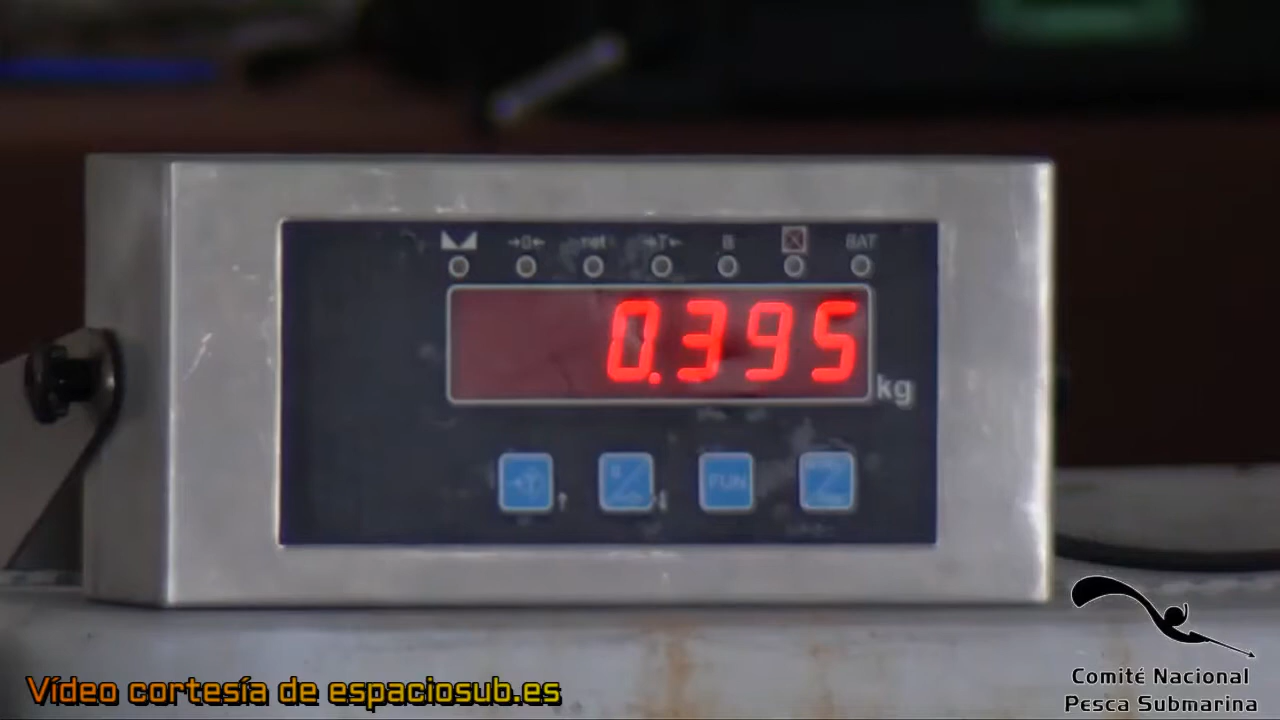 →0← net →T← B BAT
0.395
kg
FUN
Vídeo cortesía de espaciosub.es
Comité Nacional
Pesca Submarina